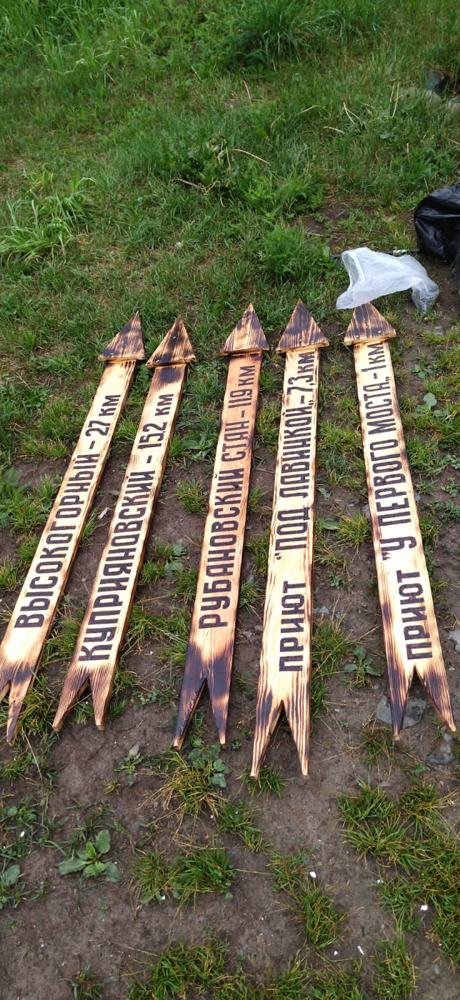 ВЫСОКОГОРНЫЙ - 27 КМ
КУПРИЯНОВСКИЙ - 15.2 КМ
РУБАНОВСКИЙ СТАН - 11.9 КМ
ПРИЮТ "ПОД ЛАВИНКОЙ" - 7,3 КМ
ПРИЮТ "У ПЕРВОГО МОСТА" - 1 КМ